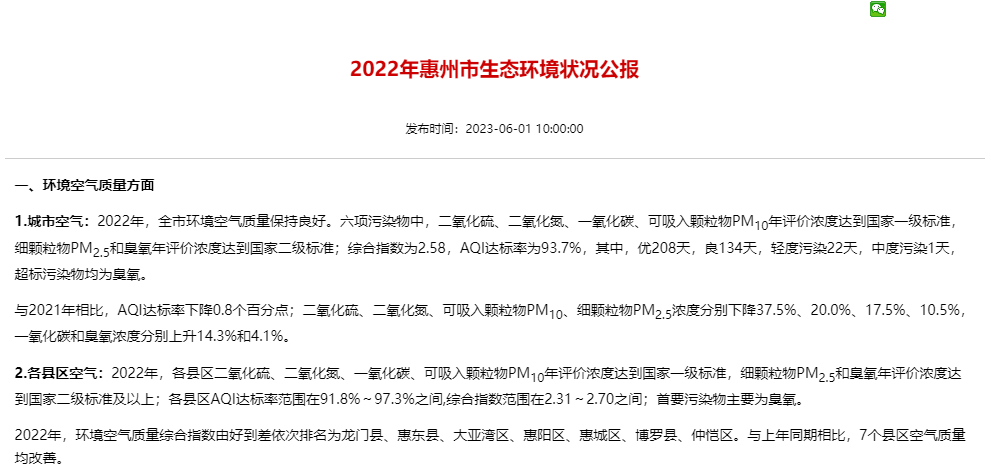 2022年惠州市生态环境状况公报
发布时间：2023-06-01 10:00:00
一、环境空气质量方面
1.城市空气：2022年，全市环境空气质量保持良好。六项污染物中，二氧化硫、二氧化氮、一氧化碳、可吸入颗粒物PM10年评价浓度达到国家一级标准，
细颗粒物PM2.5和臭氧年评价浓度达到国家二级标准；综合指数为2.58，AQI达标率为93.7%，其中，优208天，良134天，轻度污染22天，中度污染1天，
超标污染物均为臭氧。
与2021年相比，AQI达标率下降0.8个百分点；二氧化硫、二氧化氮、可吸入颗粒物PM10、细颗粒物PM2.5浓度分别下降37.5%、20.0%、17.5%、10.5%，
一氧化碳和臭氧浓度分别上升14.3%和4.1%。
2.各县区空气：2022年，各县区二氧化硫、二氧化氮、一氧化碳、可吸入颗粒物PM10年评价浓度达到国家一级标准，细颗粒物PM2.5和臭氧年评价浓度达
到国家二级标准及以上；各县区AQI达标率范围在91.8%～97.3%之间,综合指数范围在2.31～2.70之间；首要污染物主要为臭氧。
2022年，环境空气质量综合指数由好到差依次排名为龙门县、惠东县、大亚湾区、惠阳区、惠城区、博罗县、仲恺区。与上年同期相比，7个县区空气质量
均改善。